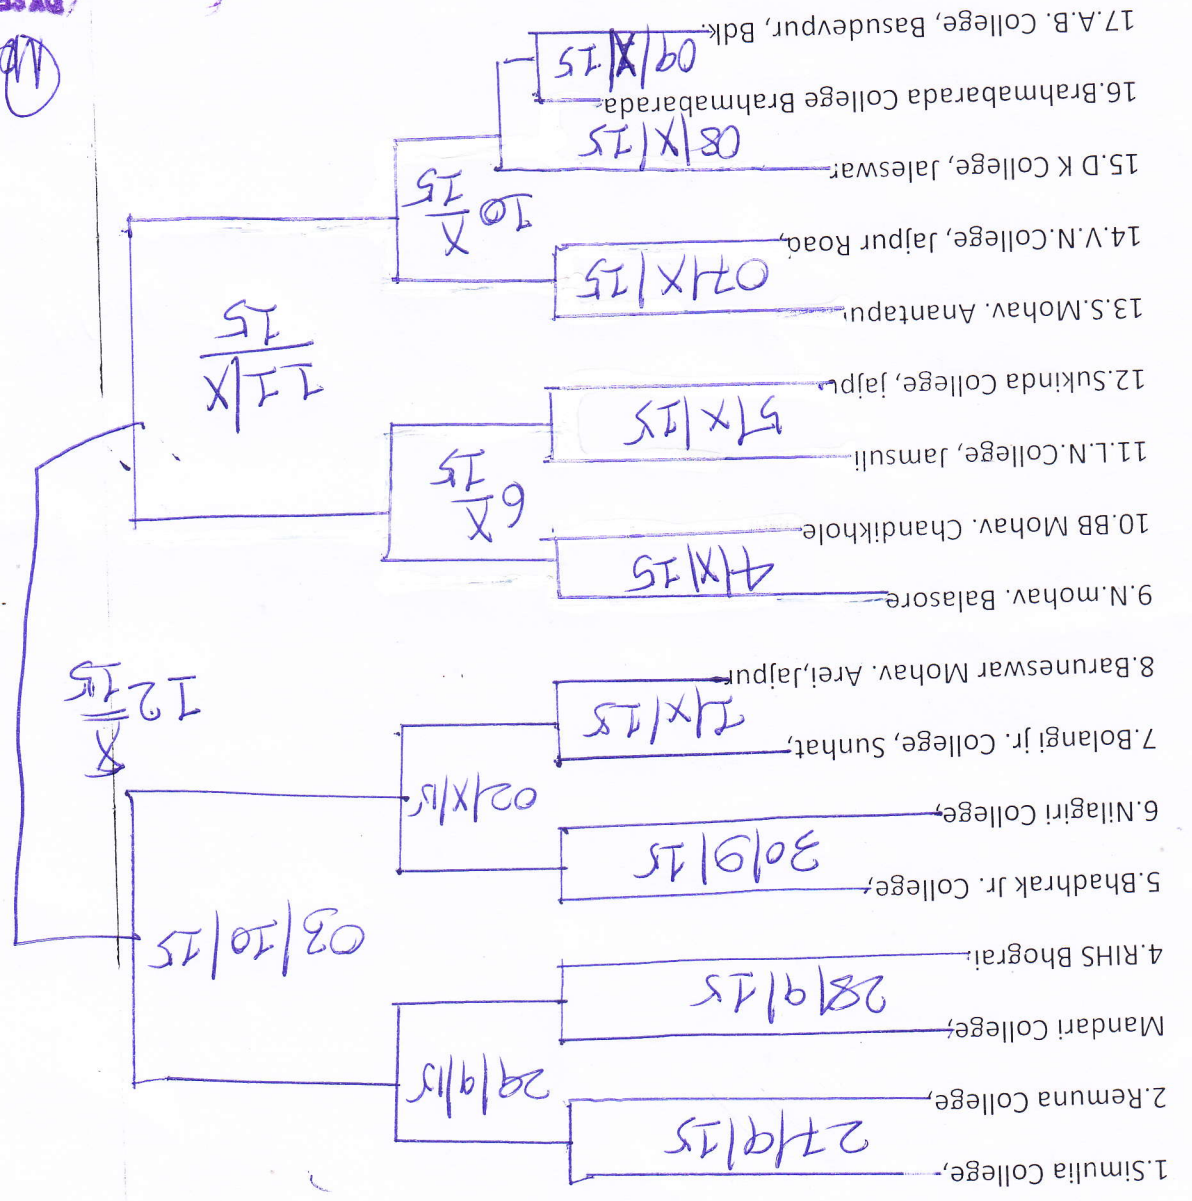 1.Simulia College,
27/9/15
2.Remuna College,
29/9/15
Mandari College,
28/9/15
4.RIHS Bhograi
03/10/15
5.Bhadhrak Jr. College,
30/9/15
6.Nilagiri College,
02/X/15
7.Bolangi jr. College, Sunhat,
1/X/15
8.Baruneswar Mohav. Arei,Jajpur
12 X 15
9.N.mohav. Balasore
4/X/15
10.BB Mohav. Chandikhole
6 X 15
11.L.N.College, Jamsuli
5/X/15
12.Sukinda College, jajpu
11/X 15
13.S.Mohav. Anantapu
07/X/15
14.V.N.College, Jajpur Road,
10 X 15
15.D K College, Jaleswar
08/X/15
16.Brahmabarada College Brahmabarada
09/X/15
17.A.B. College, Basudevpur, Bdk.